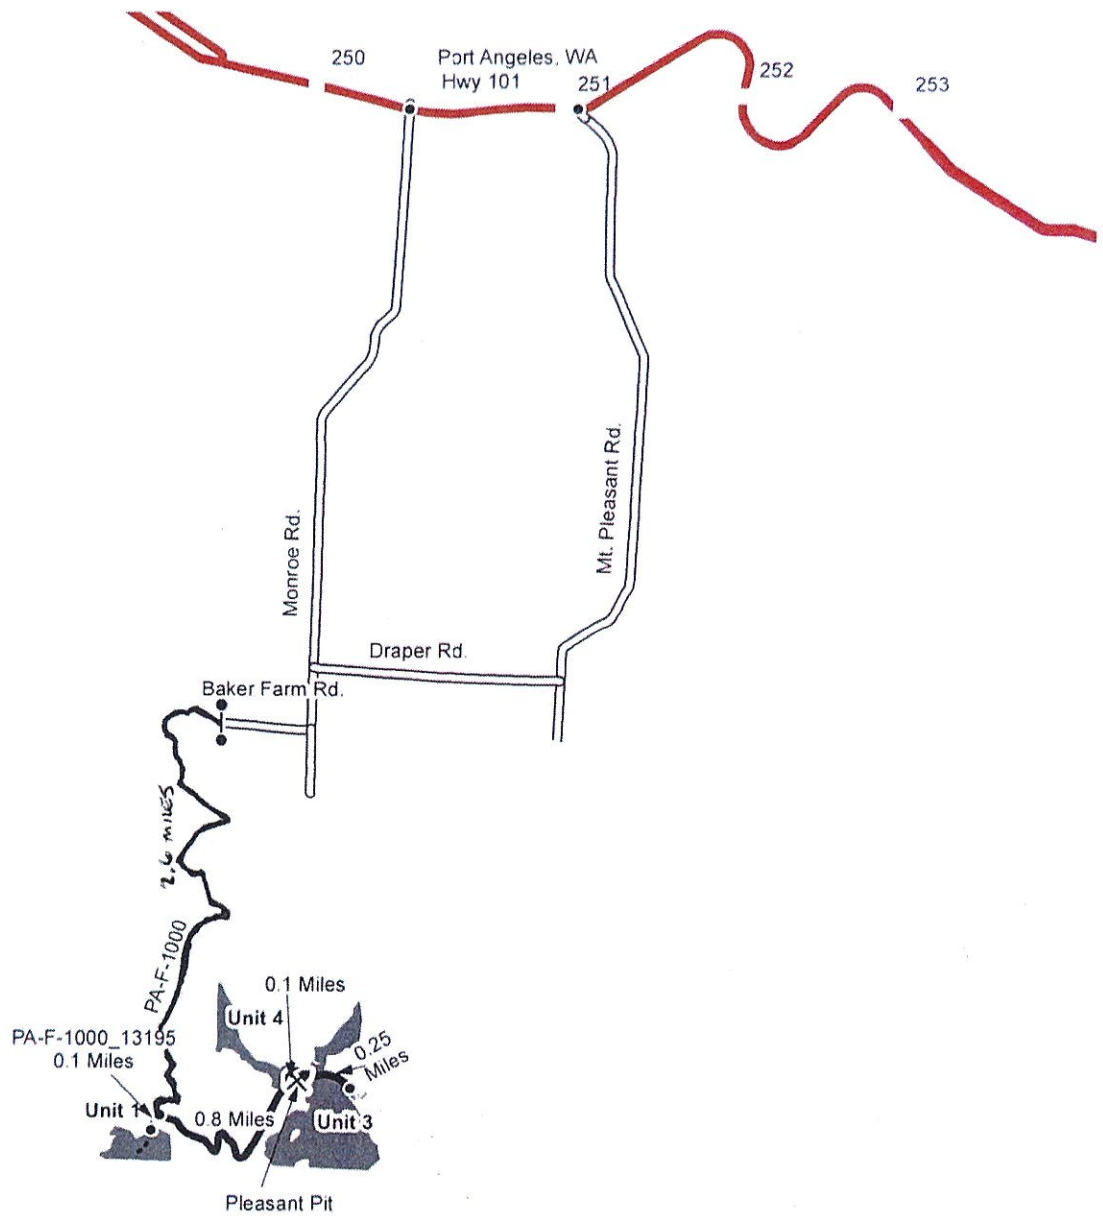 250
Port Angeles, WA
Hwy 101
251
252
253
Mt. Pleasant Rd.
Monroe Rd.
Draper Rd.
Baker Farm Rd.
2.6 MILES
PA-F-1000
0.1 Miles
Unit 4
PA-F-1000_13195
0.1 Miles
0.25
Miles
Unit 1
0.8 Miles
Unit 3
Pleasant Pit